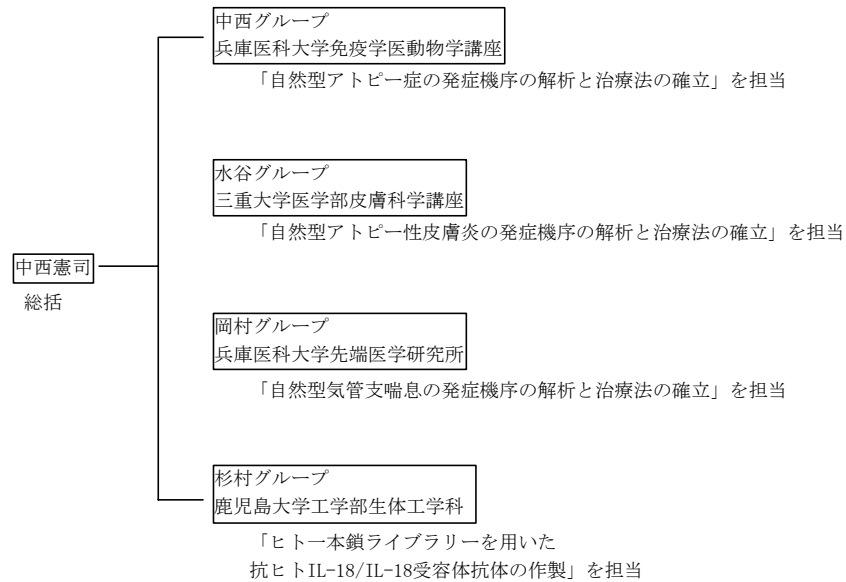 中西グループ
兵庫医科大学免疫学医動物学講座
「自然型アトピー症の発症機序の解析と治療法の確立」を担当
水谷グループ
三重大学医学部皮膚科学講座
「自然型アトピー性皮膚炎の発症機序の解析と治療法の確立」を担当
中西憲司
総括
岡村グループ
兵庫医科大学先端医学研究所
「自然型気管支喘息の発症機序の解析と治療法の確立」を担当
杉村グループ
鹿児島大学工学部生体工学科
「ヒト一本鎖ライブラリーを用いた
抗ヒトIL-18/IL-18受容体抗体の作製」を担当